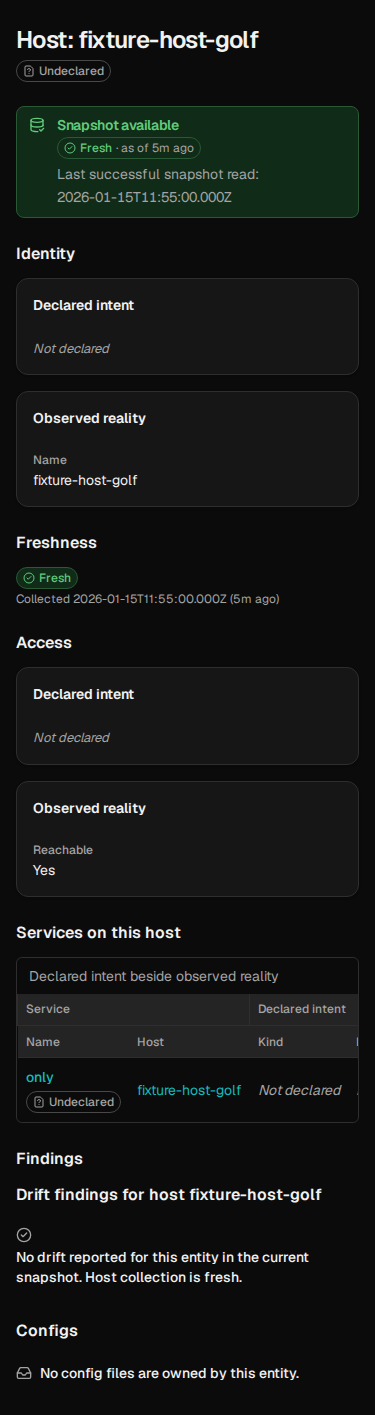 Host: fixture-host-golf
Undeclared
Snapshot available
Fresh · as of 5m ago
Last successful snapshot read:
2026-01-15T11:55:00.000Z
Identity
Declared intent
Not declared
Observed reality
Name
fixture-host-golf
Freshness
Fresh
Collected 2026-01-15T11:55:00.000Z (5m ago)
Access
Declared intent
Not declared
Observed reality
Reachable
Yes
Services on this host
Declared intent beside observed reality
Service Declared intent
Name Host Kind
only
Undeclared
fixture-host-golf Not declared
Findings
Drift findings for host fixture-host-golf
No drift reported for this entity in the current
snapshot. Host collection is fresh.
Configs
No config files are owned by this entity.